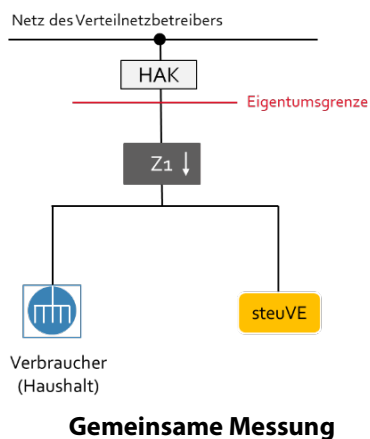 Netz des Verteilnetzbetreibers
HAK
Eigentumsgrenze
Z1 ↓
steuVE
Verbraucher
(Haushalt)
Gemeinsame Messung